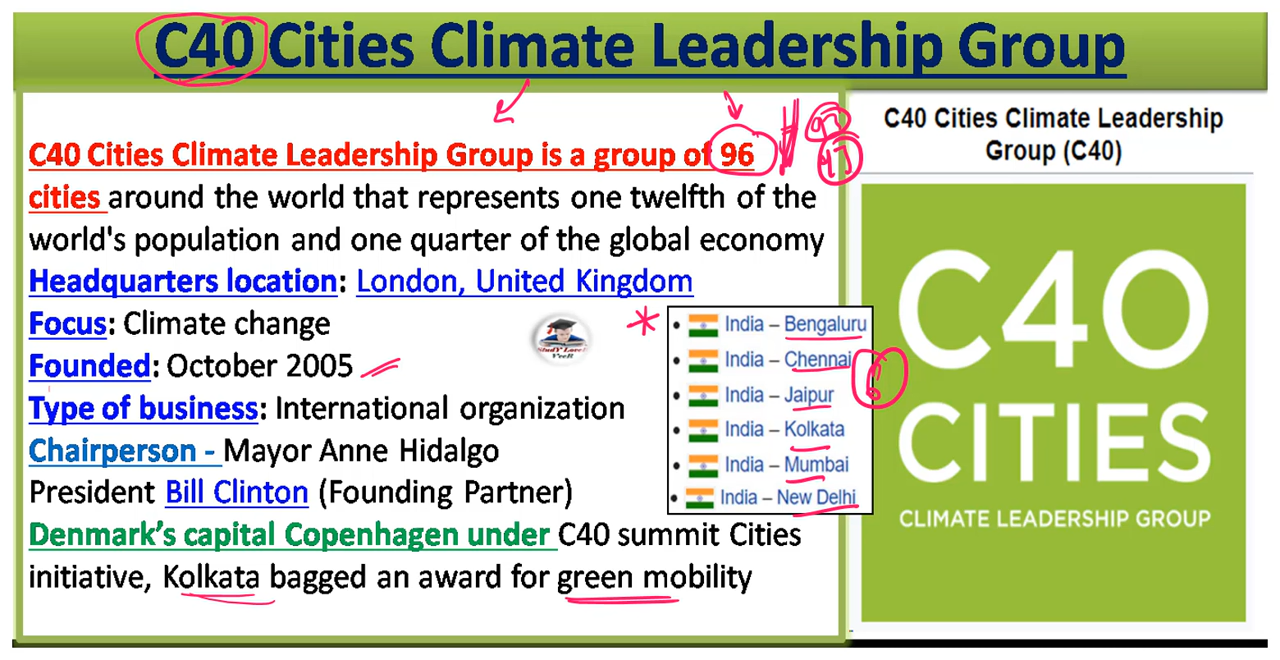 C40 Cities Climate Leadership Group
C40 Cities Climate Leadership Group is a group of 96
cities around the world that represents one twelfth of the
world's population and one quarter of the global economy
Headquarters location: London, United Kingdom
Focus: Climate change
Founded: October 2005
Type of business: International organization
Chairperson - Mayor Anne Hidalgo
President Bill Clinton (Founding Partner)
Denmark's capital Copenhagen under C40 summit Cities
initiative, Kolkata bagged an award for green mobility
• India – Bengaluru
• India – Chennai
• India – Jaipur
• India – Kolkata
• India – Mumbai
• India – New Delhi
C40 Cities Climate Leadership
Group (C40)
C40
CITIES
CLIMATE LEADERSHIP GROUP